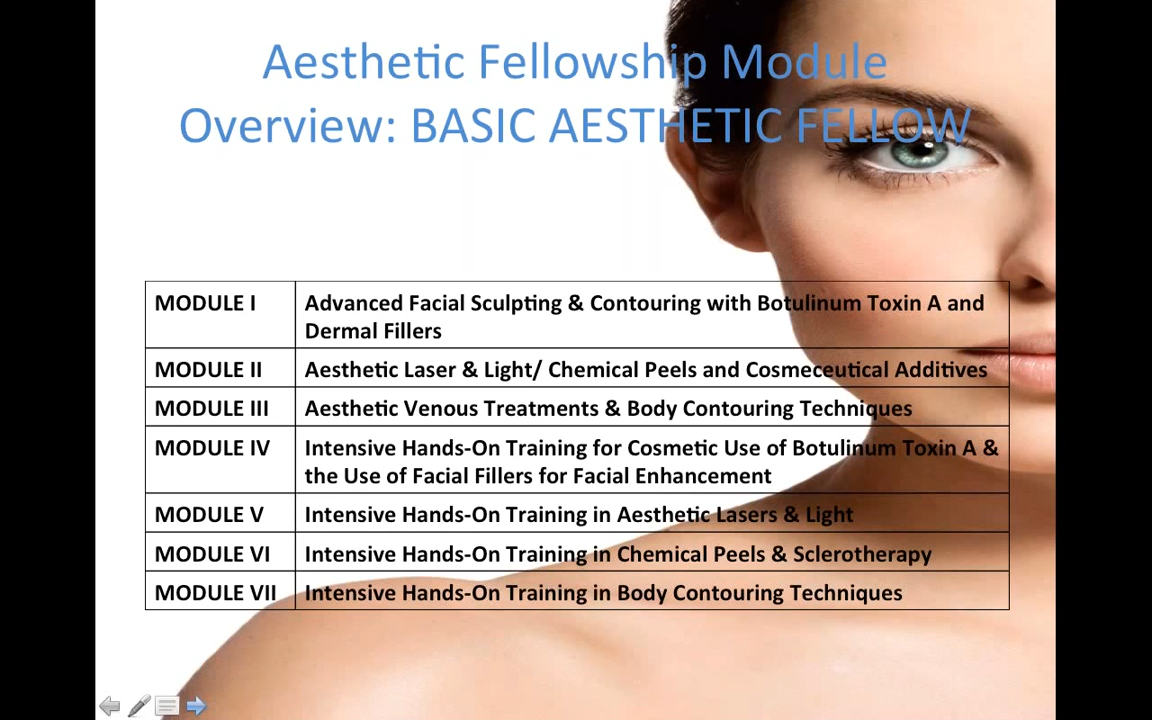 Aesthetic Fellowship Module
Overview: BASIC AESTHETIC FELLOW
MODULE I
Advanced Facial Sculpting & Contouring with Botulinum Toxin A and
Dermal Fillers
MODULE II
Aesthetic Laser & Light/ Chemical Peels and Cosmeceutical Additives
MODULE III
Aesthetic Venous Treatments & Body Contouring Techniques
MODULE IV
Intensive Hands-On Training for Cosmetic Use of Botulinum Toxin A &
the Use of Facial Fillers for Facial Enhancement
MODULE V
Intensive Hands-On Training in Aesthetic Lasers & Light
MODULE VI
Intensive Hands-On Training in Chemical Peels & Sclerotherapy
MODULE VII
Intensive Hands-On Training in Body Contouring Techniques